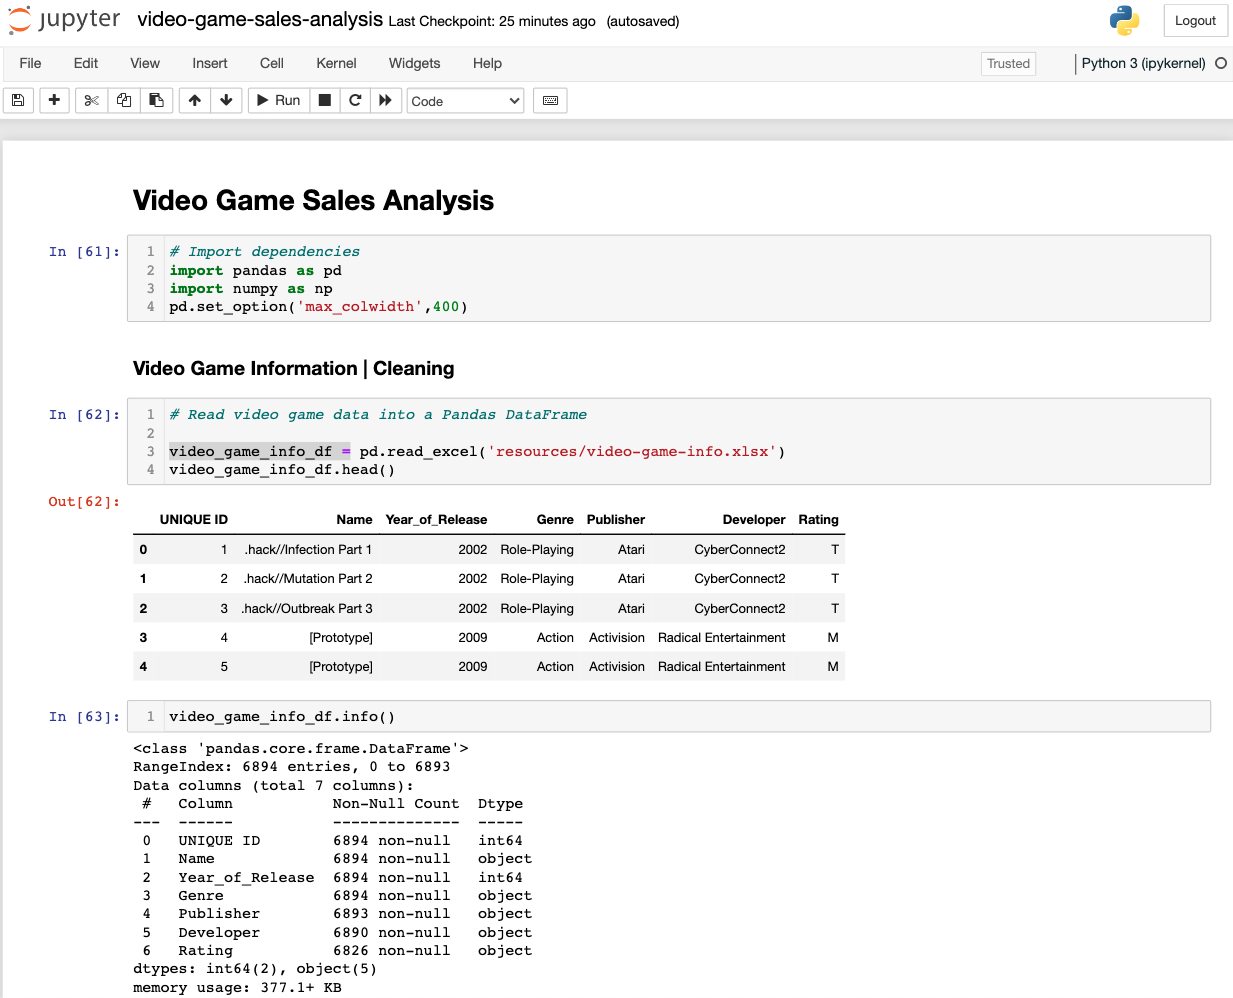 jupyter video-game-sales-analysis Last Checkpoint: 25 minutes ago (autosaved) Logout
File Edit View Insert Cell Kernel Widgets Help Trusted Python 3 (ipykernel)
Run Code
Video Game Sales Analysis
In [61]: 1 # Import dependencies
2 import pandas as pd
3 import numpy as np
4 pd.set_option('max_colwidth',400)
Video Game Information | Cleaning
In [62]: 1 # Read video game data into a Pandas DataFrame
2
3 video_game_info_df = pd.read_excel('resources/video-game-info.xlsx')
4 video_game_info_df.head()
Out[62]:
UNIQUE ID Name Year_of_Release Genre Publisher Developer Rating
0 1 .hack//Infection Part 1 2002 Role-Playing Atari CyberConnect2 T
1 2 .hack//Mutation Part 2 2002 Role-Playing Atari CyberConnect2 T
2 3 .hack//Outbreak Part 3 2002 Role-Playing Atari CyberConnect2 T
3 4 [Prototype] 2009 Action Activision Radical Entertainment M
4 5 [Prototype] 2009 Action Activision Radical Entertainment M
In [63]: 1 video_game_info_df.info()
<class 'pandas.core.frame.DataFrame'>
RangeIndex: 6894 entries, 0 to 6893
Data columns (total 7 columns):
# Column Non-Null Count Dtype
--- ------ -------------- -----
0 UNIQUE ID 6894 non-null int64
1 Name 6894 non-null object
2 Year_of_Release 6894 non-null int64
3 Genre 6894 non-null object
4 Publisher 6893 non-null object
5 Developer 6890 non-null object
6 Rating 6826 non-null object
dtypes: int64(2), object(5)
memory usage: 377.1+ KB